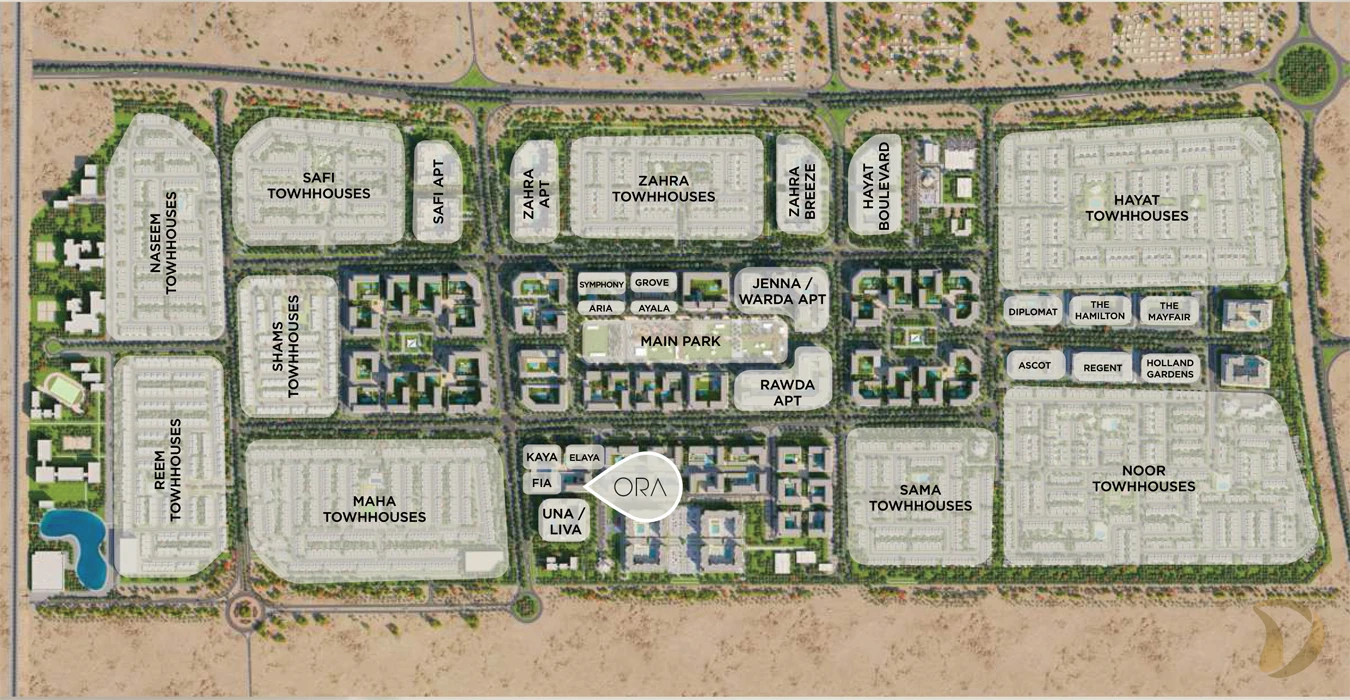 NASEEM
TOWHHOUSES
SAFI
TOWHHOUSES
SAFI APT
ZAHRA
APT
ZAHRA
TOWHHOUSES
ZAHRA
BREEZE
HAYAT
BOULEVARD
HAYAT
TOWHHOUSES
SHAMS
TOWHHOUSES
SYMPHONY
GROVE
ARIA
AYALA
JENNA /
WARDA APT
MAIN PARK
RAWDA
APT
DIPLOMAT
THE
HAMILTON
THE
MAYFAIR
ASCOT
REGENT
HOLLAND
GARDENS
REEM
TOWHHOUSES
MAHA
TOWHHOUSES
KAYA
ELAYA
FIA
ORA
UNA /
LIVA
SAMA
TOWHHOUSES
NOOR
TOWHHOUSES